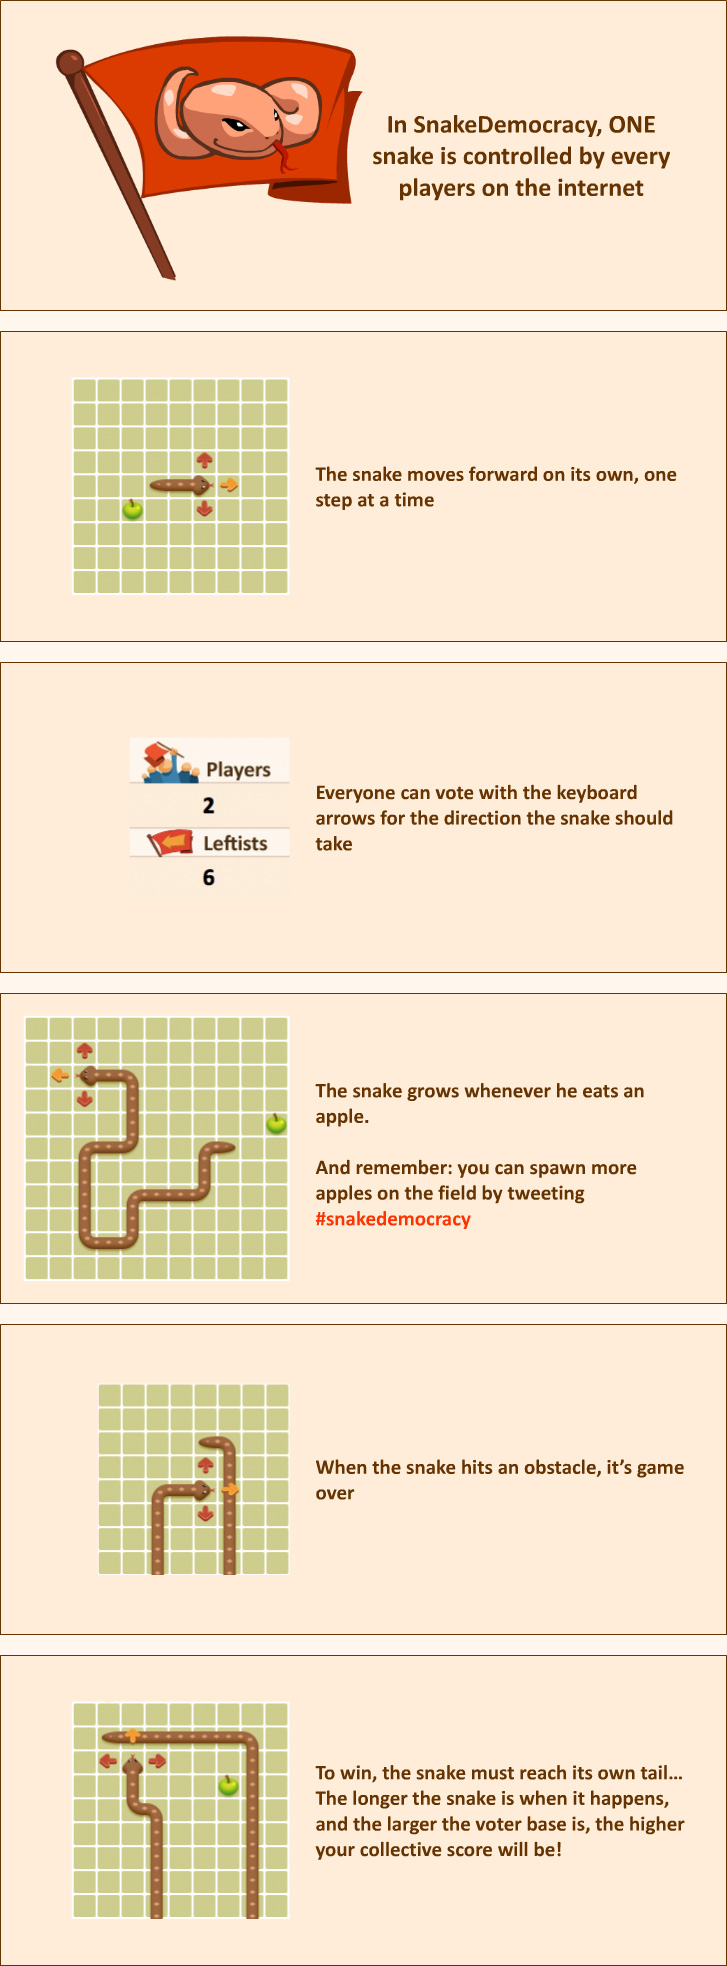 In SnakeDemocracy, ONE
snake is controlled by every
players on the internet
The snake moves forward on its own, one
step at a time
Players
2
Leftists
6
Everyone can vote with the keyboard
arrows for the direction the snake should
take
The snake grows whenever he eats an
apple.
And remember: you can spawn more
apples on the field by tweeting
#snakedemocracy
When the snake hits an obstacle, it’s game
over
To win, the snake must reach its own tail...
The longer the snake is when it happens,
and the larger the voter base is, the higher
your collective score will be!